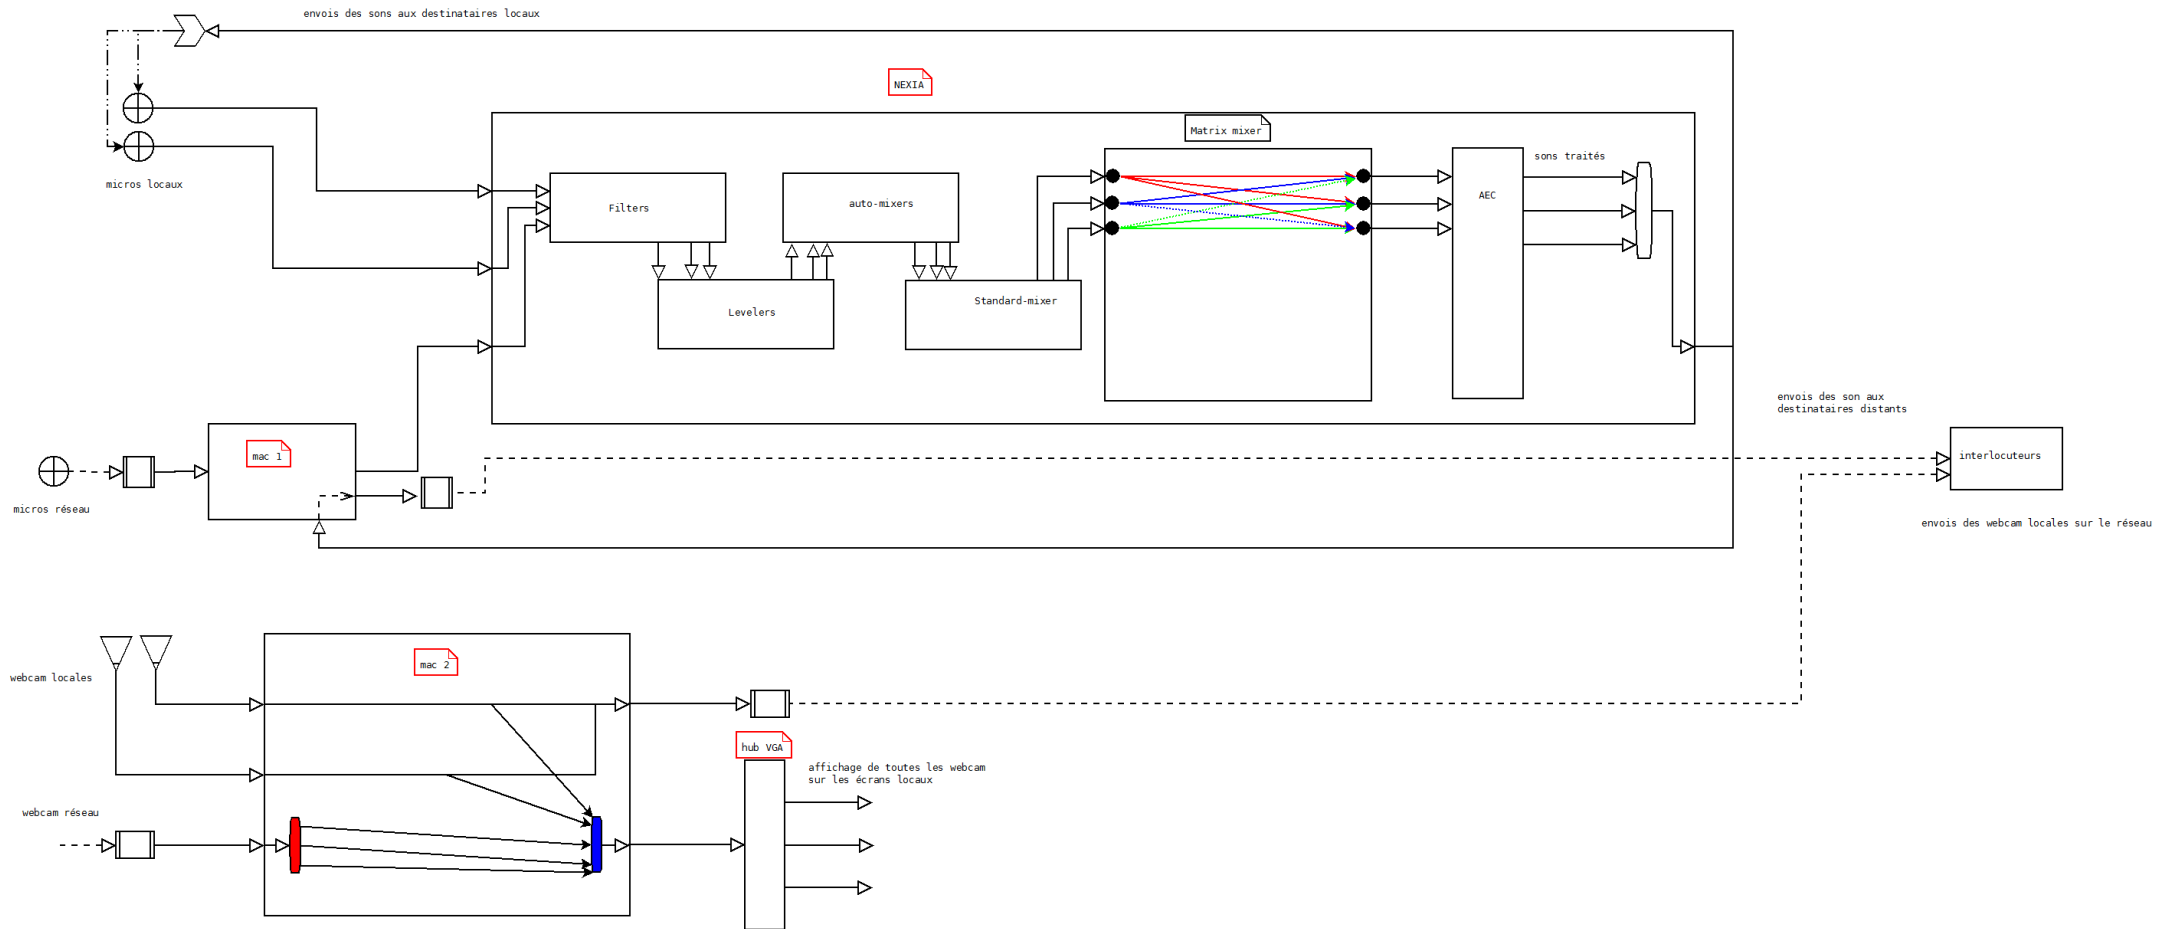 envois des sons aux destinataires locaux
NEXIA
Matrix mixer
sons traités
micros locaux
Filters
auto-mixers
AEC
Levelers
Standard-mixer
envois des son aux
destinataires distants
mac 1
interlocuteurs
micros réseau
envois des webcam locales sur le réseau
mac 2
webcam locales
hub VGA
affichage de toutes les webcam
sur les écrans locaux
webcam réseau